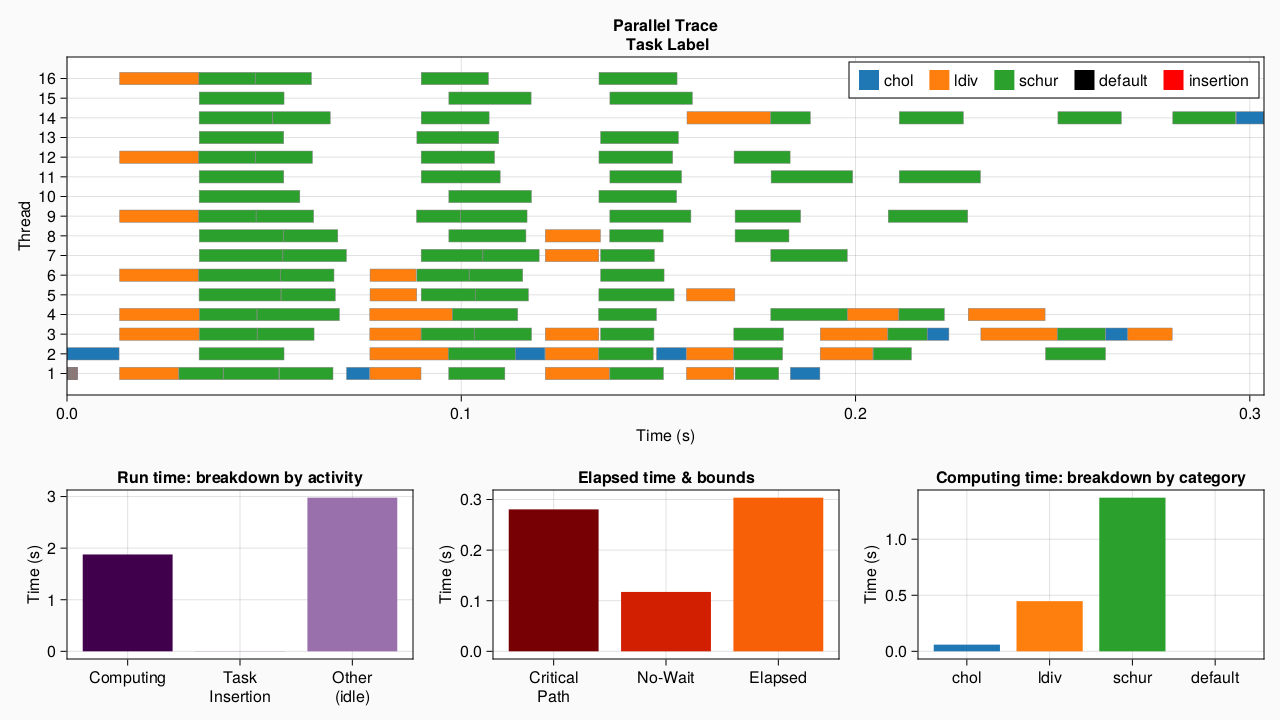 Parallel Trace
Task Label
chol
ldiv
schur
default
insertion
16
15
14
13
12
11
10
9
8
7
6
5
4
3
2
1
Thread
0.0
0.1
0.2
0.3
Time (s)
Run time: breakdown by activity
3
2
1
0
Time (s)
Computing
Task
Insertion
Other
(idle)
Elapsed time & bounds
0.3
0.2
0.1
0.0
Time (s)
Critical
Path
No-Wait
Elapsed
Computing time: breakdown by category
1.0
0.5
0.0
Time (s)
chol
ldiv
schur
default